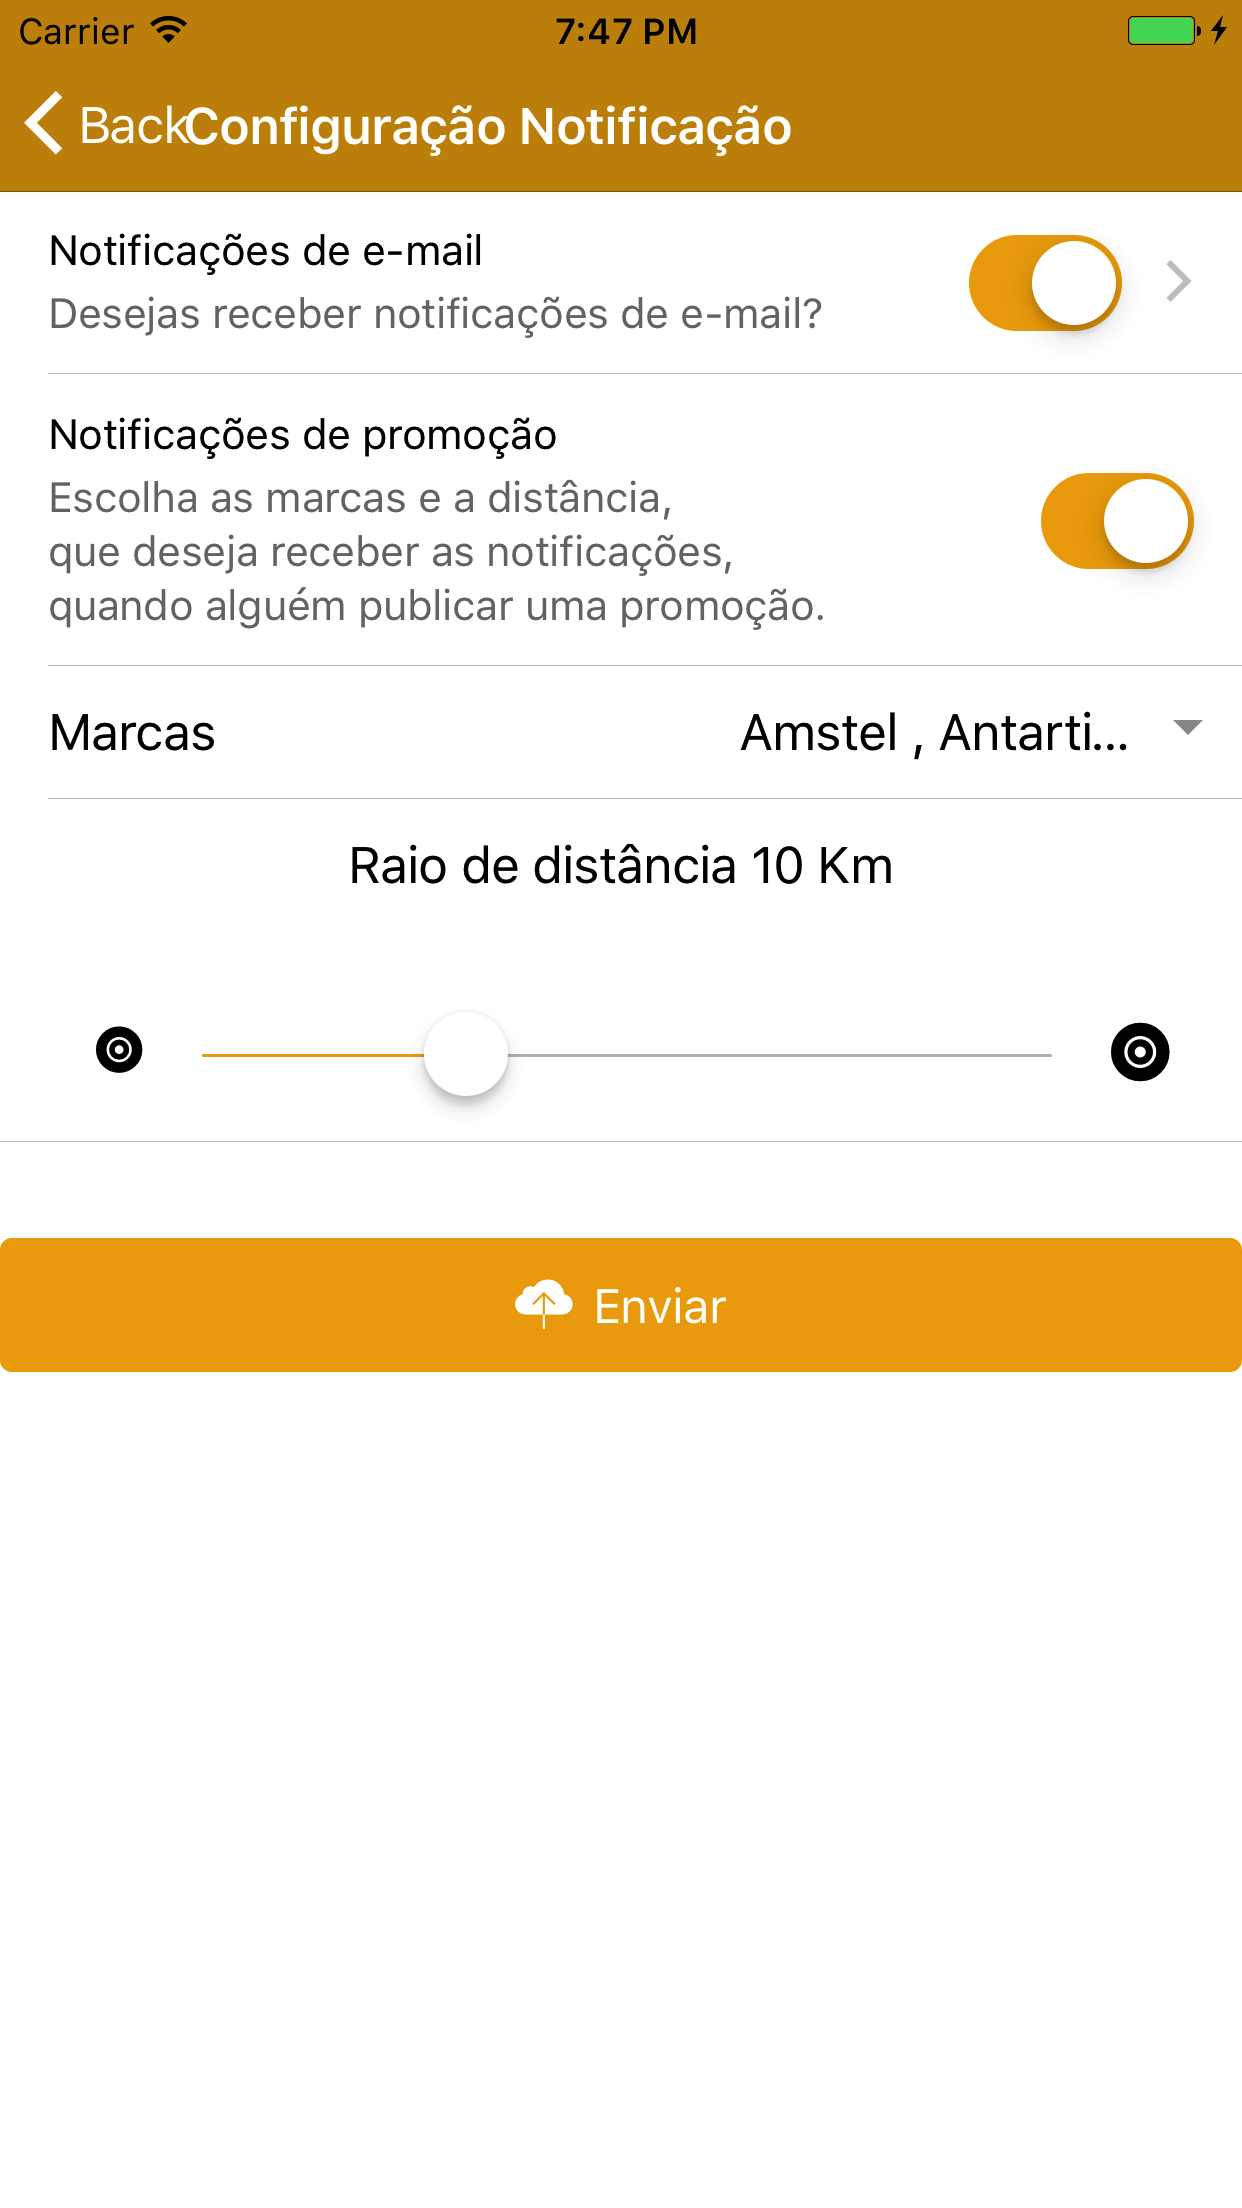 Carrier 7:47 PM
Back Configuração Notificação
Notificações de e-mail
Desejas receber notificações de e-mail?
Notificações de promoção
Escolha as marcas e a distância,
que deseja receber as notificações,
quando alguém publicar uma promoção.
Marcas Amstel , Antarti...
Raio de distância 10 Km
Enviar